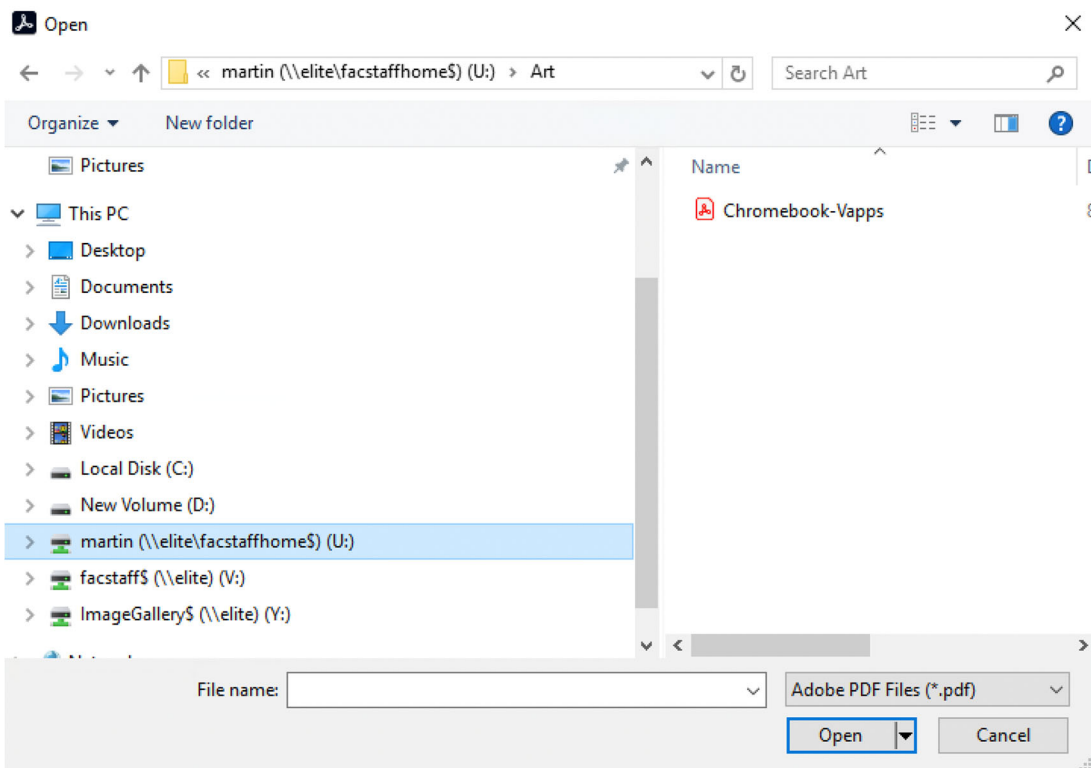 Open
« martin (\\elite\facstaffhome$) (U:) > Art
Search Art
Organize
New folder
?
Pictures
Name
This PC
Chromebook-Vapps
Desktop
Documents
Downloads
Music
Pictures
Videos
Local Disk (C:)
New Volume (D:)
martin (\\elite\facstaffhome$) (U:)
facstaff$ (\\elite) (V:)
ImageGallery$ (\\elite) (Y:)
File name:
Adobe PDF Files (*.pdf)
Open
Cancel